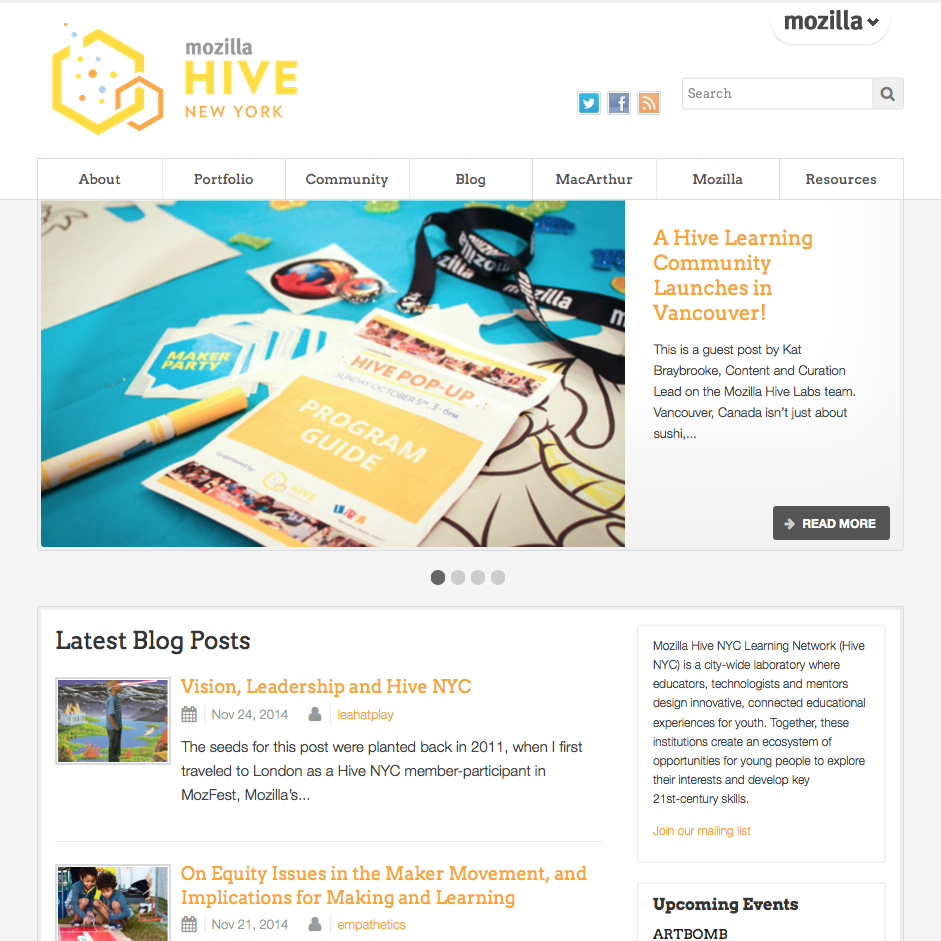 mozilla
mozilla
HIVE
NEW YORK
Search
About
Portfolio
Community
Blog
MacArthur
Mozilla
Resources
mozilla
zilla
MAKER
PARTY
HIVE POP-UP
SUNDAY OCTOBER 5th, 3-6pm
PROGRAM
GUIDE
Co-sponsored by:
HIVE
A Hive Learning
Community
Launches in
Vancouver!
This is a guest post by Kat
Braybrooke, Content and Curation
Lead on the Mozilla Hive Labs team.
Vancouver, Canada isn't just about
sushi,...
READ MORE
Latest Blog Posts
Vision, Leadership and Hive NYC
Nov 24, 2014 leahatplay
The seeds for this post were planted back in 2011, when I first
traveled to London as a Hive NYC member-participant in
MozFest, Mozilla's...
On Equity Issues in the Maker Movement, and
Implications for Making and Learning
Nov 21, 2014 empathetics
Mozilla Hive NYC Learning Network (Hive
NYC) is a city-wide laboratory where
educators, technologists and mentors
design innovative, connected educational
experiences for youth. Together, these
institutions create an ecosystem of
opportunities for young people to explore
their interests and develop key
21st-century skills.
Join our mailing list
Upcoming Events
ARTBOMB